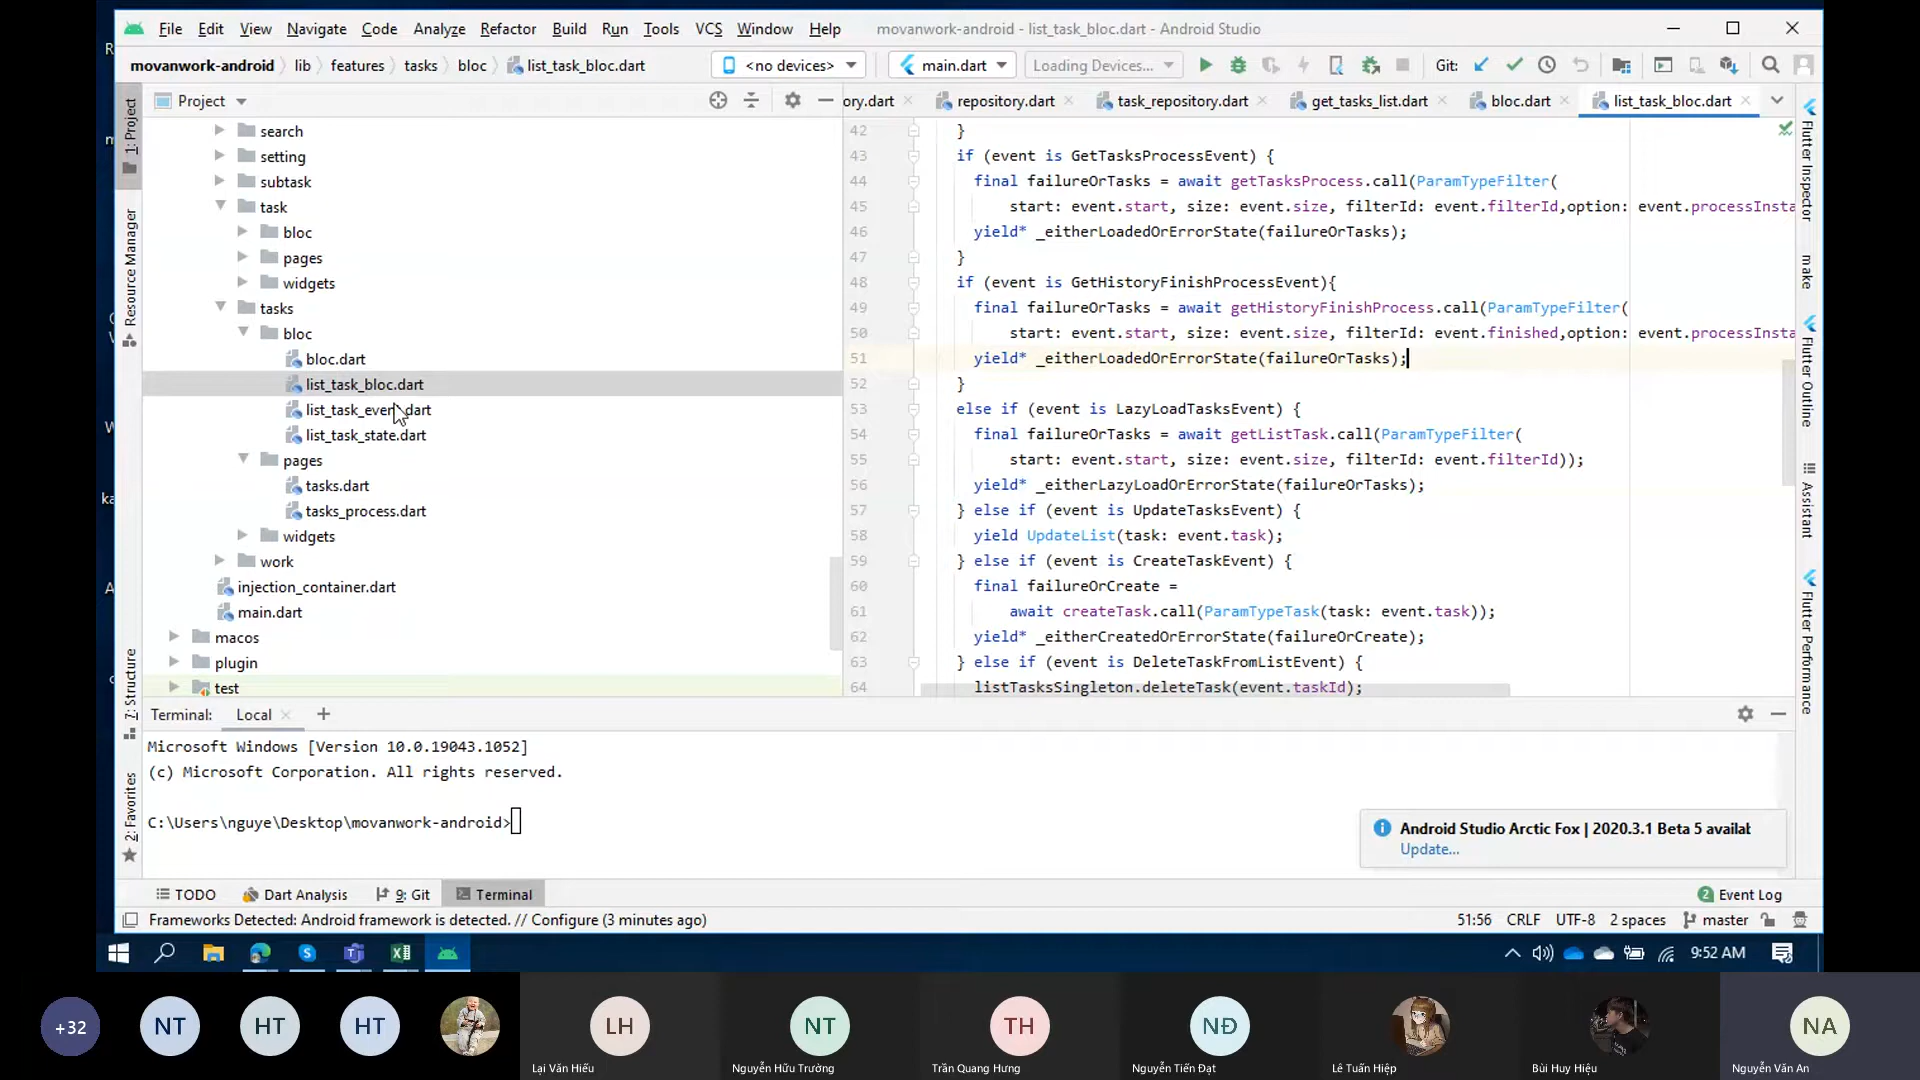 File Edit View Navigate Code Analyze Refactor Build Run Tools VCS Window Help movanwork-android - list_task_bloc.dart - Android Studio
movanwork-android lib features tasks bloc list_task_bloc.dart <no devices> main.dart Loading Devices... Git:
Project
ory.dart repository.dart task_repository.dart get_tasks_list.dart bloc.dart list_task_bloc.dart
1: Project
Resource Manager
7: Structure
2: Favorites
search
setting
subtask
task
bloc
pages
widgets
tasks
bloc
bloc.dart
list_task_bloc.dart
list_task_event.dart
list_task_state.dart
pages
tasks.dart
tasks_process.dart
widgets
work
injection_container.dart
main.dart
macos
plugin
test
42 }
43 if (event is GetTasksProcessEvent) {
44 final failureOrTasks = await getTasksProcess.call(ParamTypeFilter(
45 start: event.start, size: event.size, filterId: event.filterId,option: event.processInsta
46 yield* _eitherLoadedOrErrorState(failureOrTasks);
47 }
48 if (event is GetHistoryFinishProcessEvent){
49 final failureOrTasks = await getHistoryFinishProcess.call(ParamTypeFilter(
50 start: event.start, size: event.size, filterId: event.finished,option: event.processInsta
51 yield* _eitherLoadedOrErrorState(failureOrTasks);
52 }
53 else if (event is LazyLoadTasksEvent) {
54 final failureOrTasks = await getListTask.call(ParamTypeFilter(
55 start: event.start, size: event.size, filterId: event.filterId));
56 yield* _eitherLazyLoadOrErrorState(failureOrTasks);
57 } else if (event is UpdateTasksEvent) {
58 yield UpdateList(task: event.task);
59 } else if (event is CreateTaskEvent) {
60 final failureOrCreate =
61 await createTask.call(ParamTypeTask(task: event.task));
62 yield* _eitherCreatedOrErrorState(failureOrCreate);
63 } else if (event is DeleteTaskFromListEvent) {
64 listTasksSingleton.deleteTask(event.taskId);
Flutter Inspector
make
Flutter Outline
Assistant
Flutter Performance
Terminal: Local +
Microsoft Windows [Version 10.0.19043.1052]
(c) Microsoft Corporation. All rights reserved.
C:\Users\nguye\Desktop\movanwork-android>
Android Studio Arctic Fox | 2020.3.1 Beta 5 availab
Update...
TODO Dart Analysis 9: Git Terminal 2 Event Log
Frameworks Detected: Android framework is detected. // Configure (3 minutes ago) 51:56 CRLF UTF-8 2 spaces master
9:52 AM
+32 NT HT HT LH NT TH NĐ NA
Lại Văn Hiếu Nguyễn Hữu Trường Trần Quang Hưng Nguyễn Tiến Đạt Lê Tuấn Hiệp Bùi Huy Hiệu Nguyễn Văn An